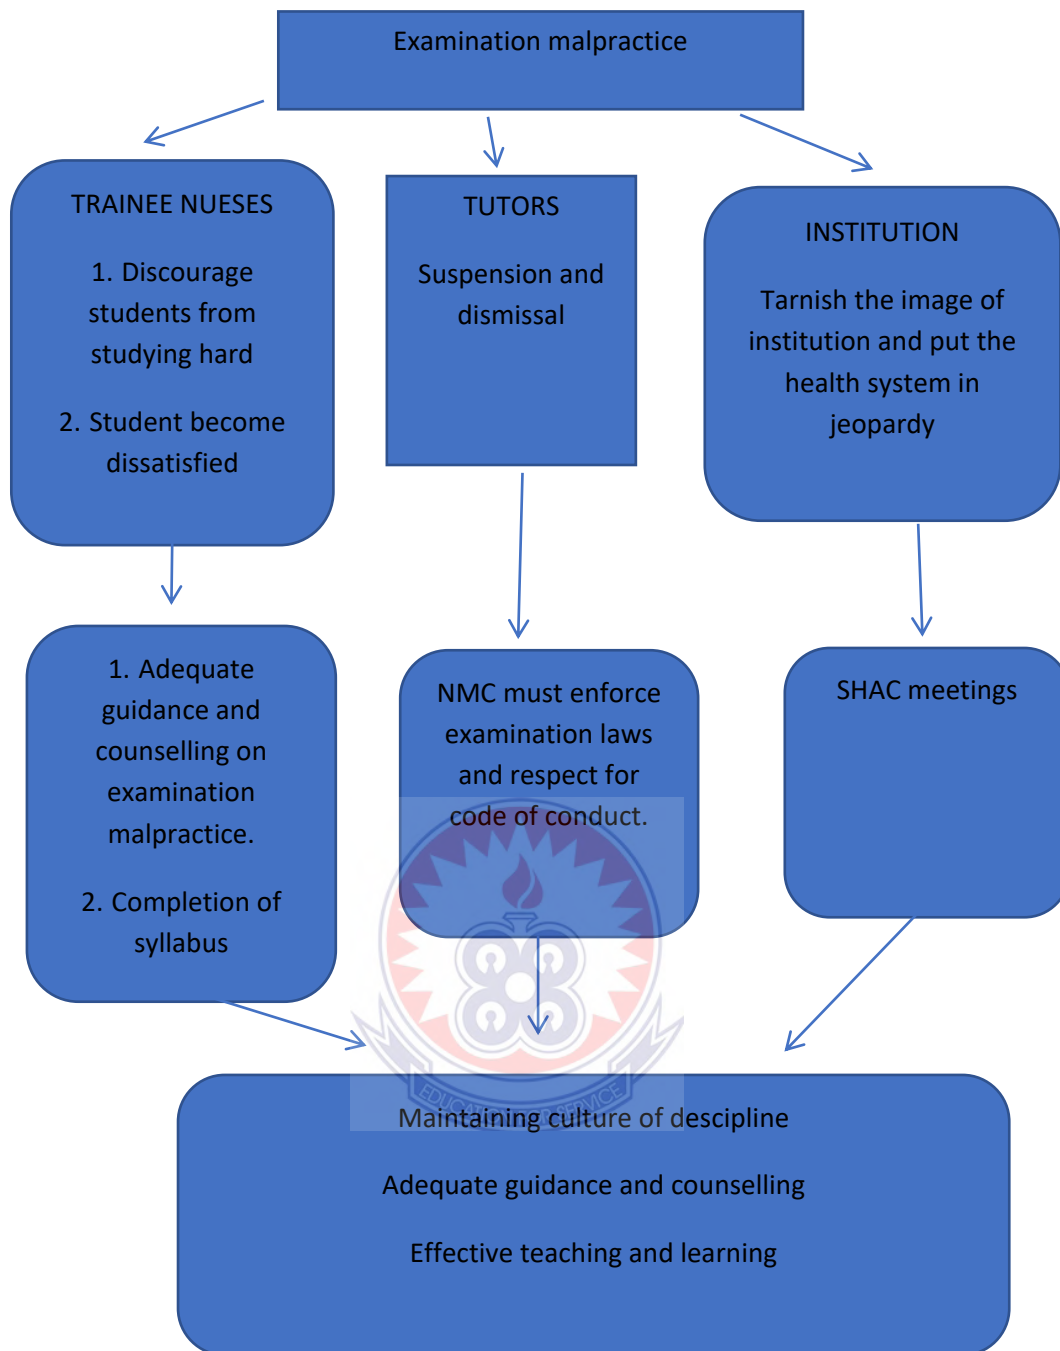 Examination malpractice
TRAINEE NUESES
1. Discourage
students from
studying hard
2. Student become
dissatisfied
TUTORS
Suspension and
dismissal
INSTITUTION
Tarnish the image of
institution and put the
health system in
jeopardy
1. Adequate
guidance and
counselling on
examination
malpractice.
2. Completion of
syllabus
NMC must enforce
examination laws
and respect for
code of conduct.
SHAC meetings
EDUCATION FOR SERVICE
Maintaining culture of descipline
Adequate guidance and counselling
Effective teaching and learning